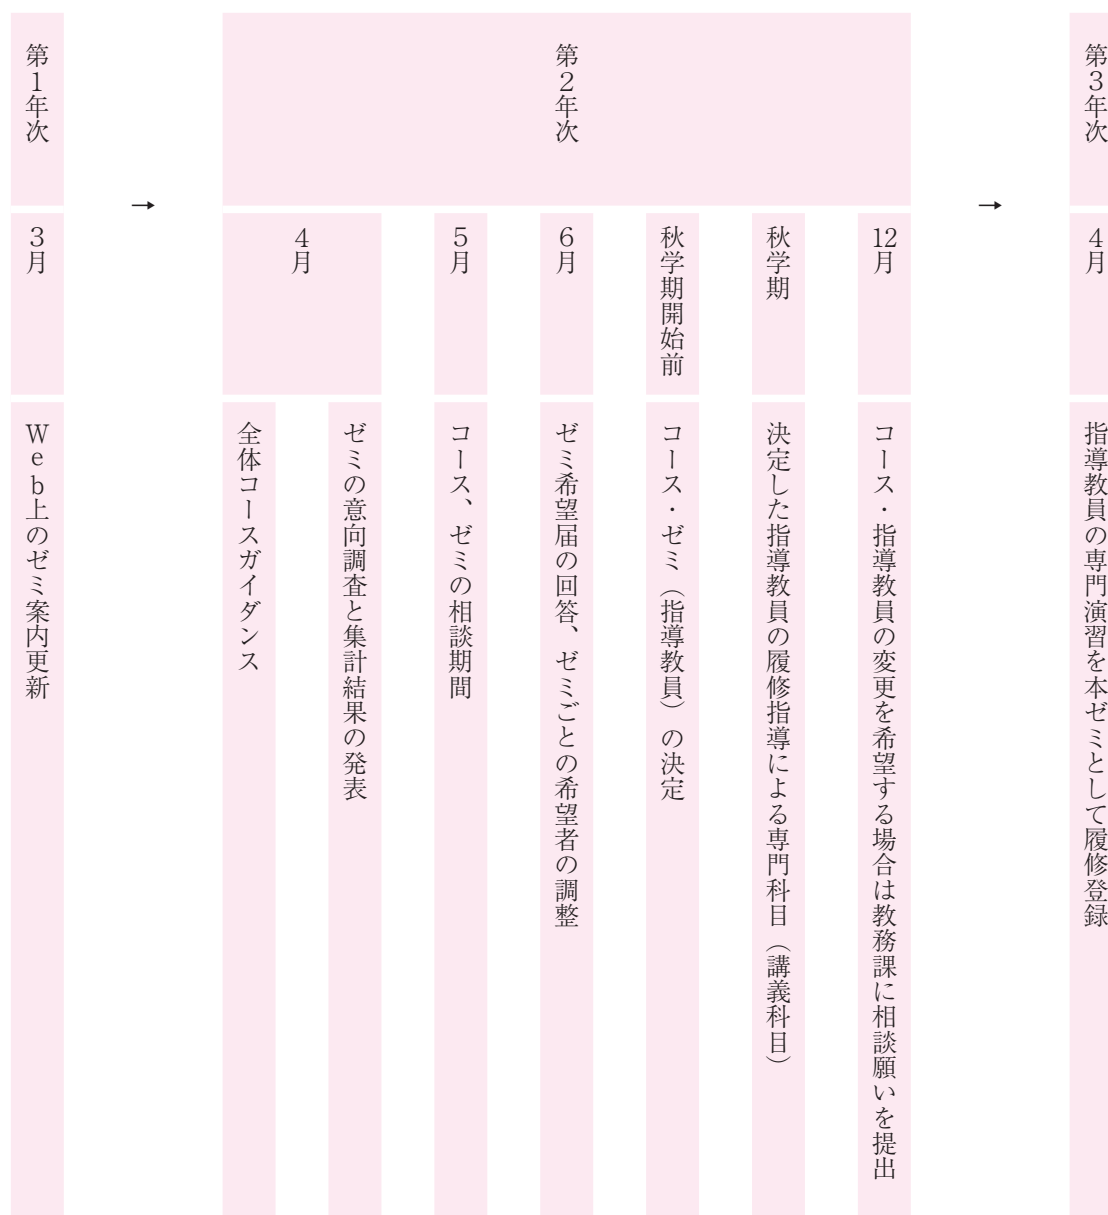 第1年次
3月
Web上のゼミ案内更新
→
第2年次
4月
全体コースガイダンス
ゼミの意向調査と集計結果の発表
5月
コース、ゼミの相談期間
6月
ゼミ希望届の回答、ゼミごとの希望者の調整
秋学期開始前
コース・ゼミ（指導教員）の決定
秋学期
決定した指導教員の履修指導による専門科目（講義科目）
12月
コース・指導教員の変更を希望する場合は教務課に相談願いを提出
→
第3年次
4月
指導教員の専門演習を本ゼミとして履修登録